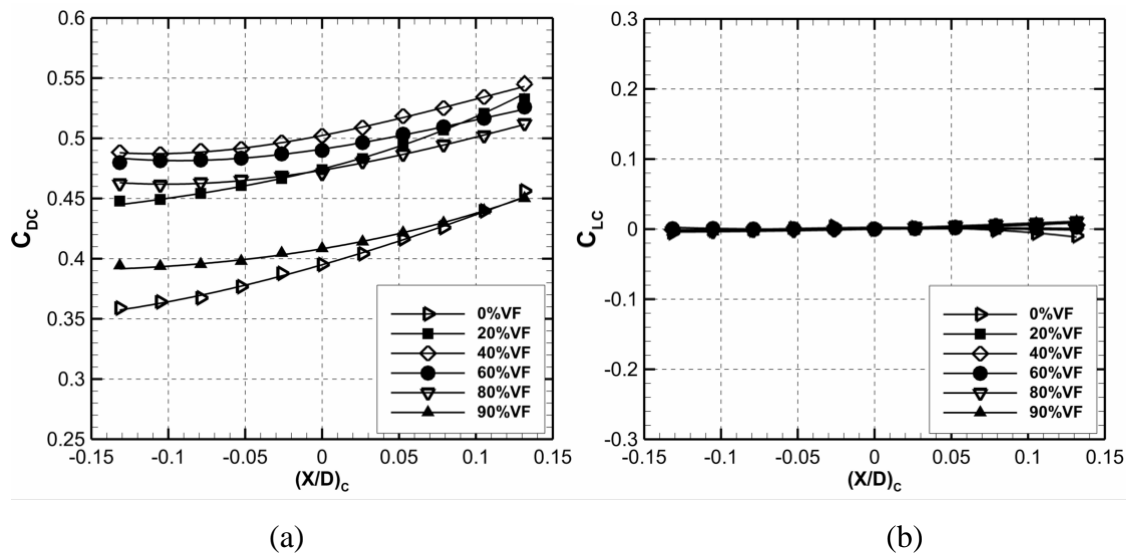 0.6
0.55
0.5
0.45
0.4
0.35
0.3
0.25
C_DC
-0.15 -0.1 -0.05 0 0.05 0.1 0.15
(X/D)_C
0%VF
20%VF
40%VF
60%VF
80%VF
90%VF
(a)
0.3
0.2
0.1
0
-0.1
-0.2
-0.3
C_LC
-0.15 -0.1 -0.05 0 0.05 0.1 0.15
(X/D)_C
0%VF
20%VF
40%VF
60%VF
80%VF
90%VF
(b)